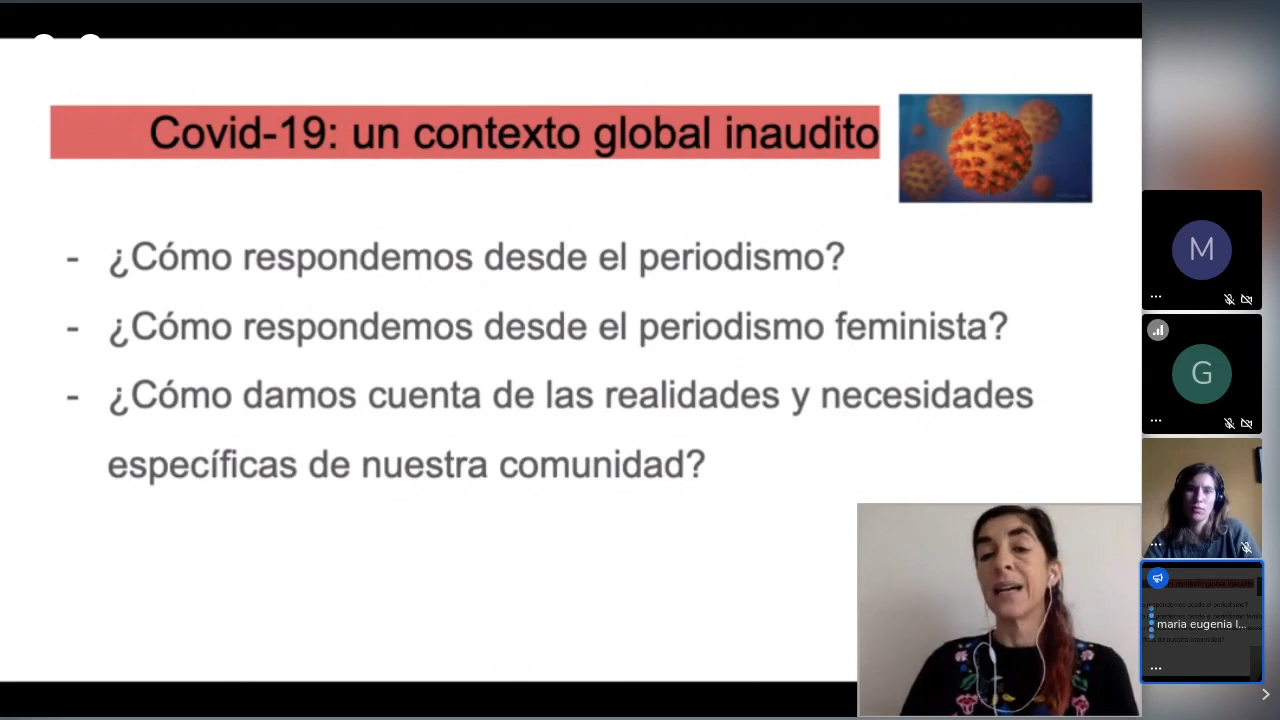 Covid-19: un contexto global inaudito
- ¿Cómo respondemos desde el periodismo?
- ¿Cómo respondemos desde el periodismo feminista?
- ¿Cómo damos cuenta de las realidades y necesidades
específicas de nuestra comunidad?
M
G
maria eugenia l...